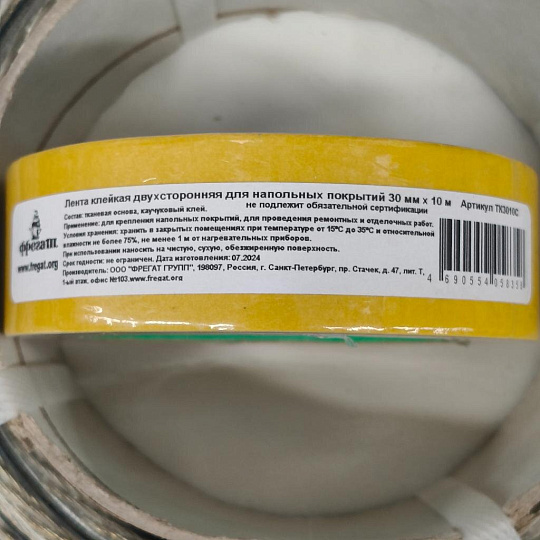 Лента клейкая двухсторонняя для напольных покрытий 30 мм х 10 м Артикул ТК3010С
не подлежит обязательной сертификации
Состав: тканевая основа, каучуковый клей.
Применение: для крепления напольных покрытий, для проведения ремонтных и отделочных работ.
Условия хранения: хранить в закрытых помещениях при температуре от 15°С до 35°С и относительной
влажности не более 75%, не менее 1 м от нагревательных приборов.
При использовании наносить на чистую, сухую, обезжиренную поверхность.
Срок годности: не ограничен. Дата изготовления: 07.2024
Производитель: ООО "ФРЕГАТ ГРУПП", 198097, Россия, г. Санкт-Петербург, пр. Стачек, д. 47, лит. Т,
1-ый этаж, офис №103.www.fregat.org
фрегатт
www.fregat.org
4 690554 050358